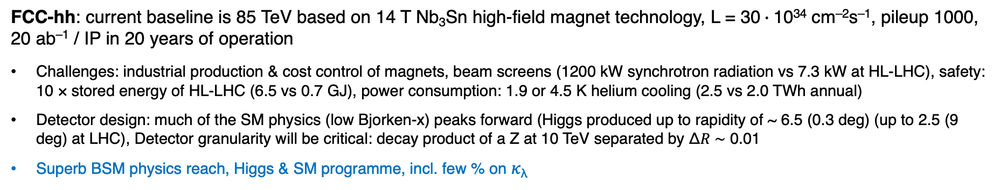 FCC-hh: current baseline is 85 TeV based on 14 T Nb₃Sn high-field magnet technology, L = 30 · 10³⁴ cm⁻²s⁻¹, pileup 1000,
20 ab⁻¹ / IP in 20 years of operation
• Challenges: industrial production & cost control of magnets, beam screens (1200 kW synchrotron radiation vs 7.3 kW at HL-LHC), safety:
10 × stored energy of HL-LHC (6.5 vs 0.7 GJ), power consumption: 1.9 or 4.5 K helium cooling (2.5 vs 2.0 TWh annual)
• Detector design: much of the SM physics (low Bjorken-x) peaks forward (Higgs produced up to rapidity of ~ 6.5 (0.3 deg) (up to 2.5 (9
deg) at LHC), Detector granularity will be critical: decay product of a Z at 10 TeV separated by ΔR ~ 0.01
• Superb BSM physics reach, Higgs & SM programme, incl. few % on κ_λ